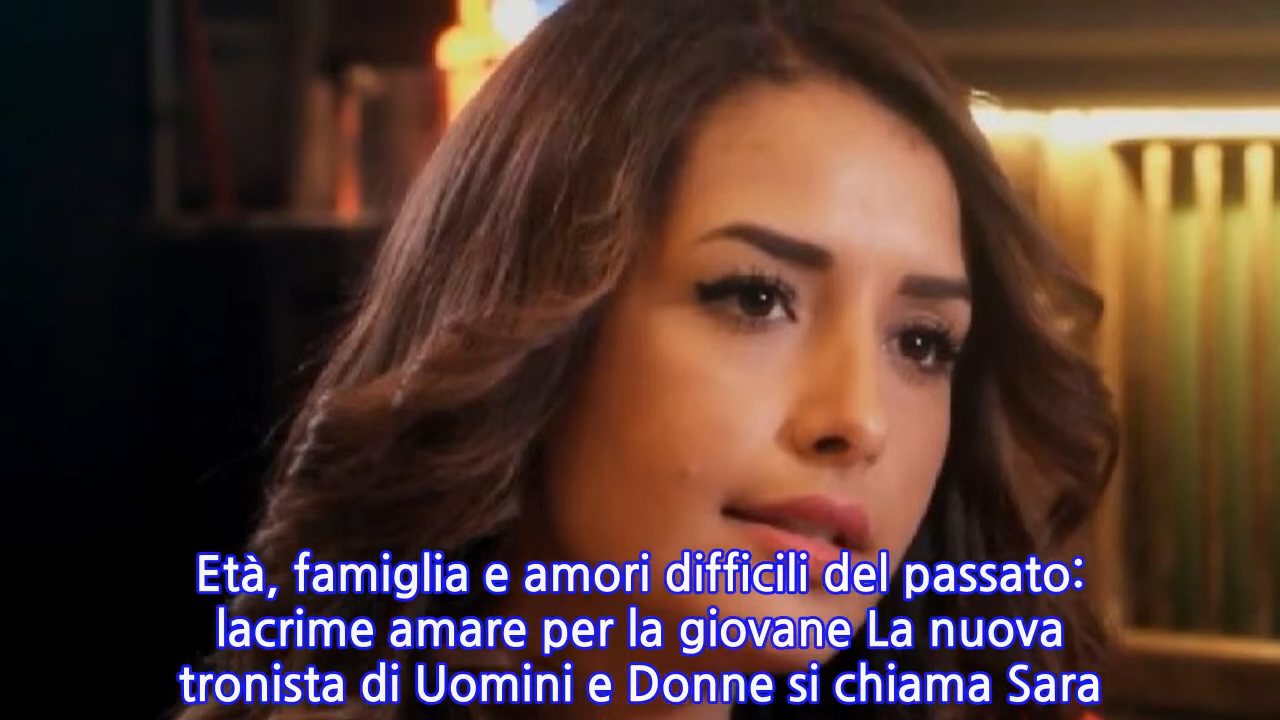 Età, famiglia e amori difficili del passato:
lacrime amare per la giovane La nuova
tronista di Uomini e Donne si chiama Sara